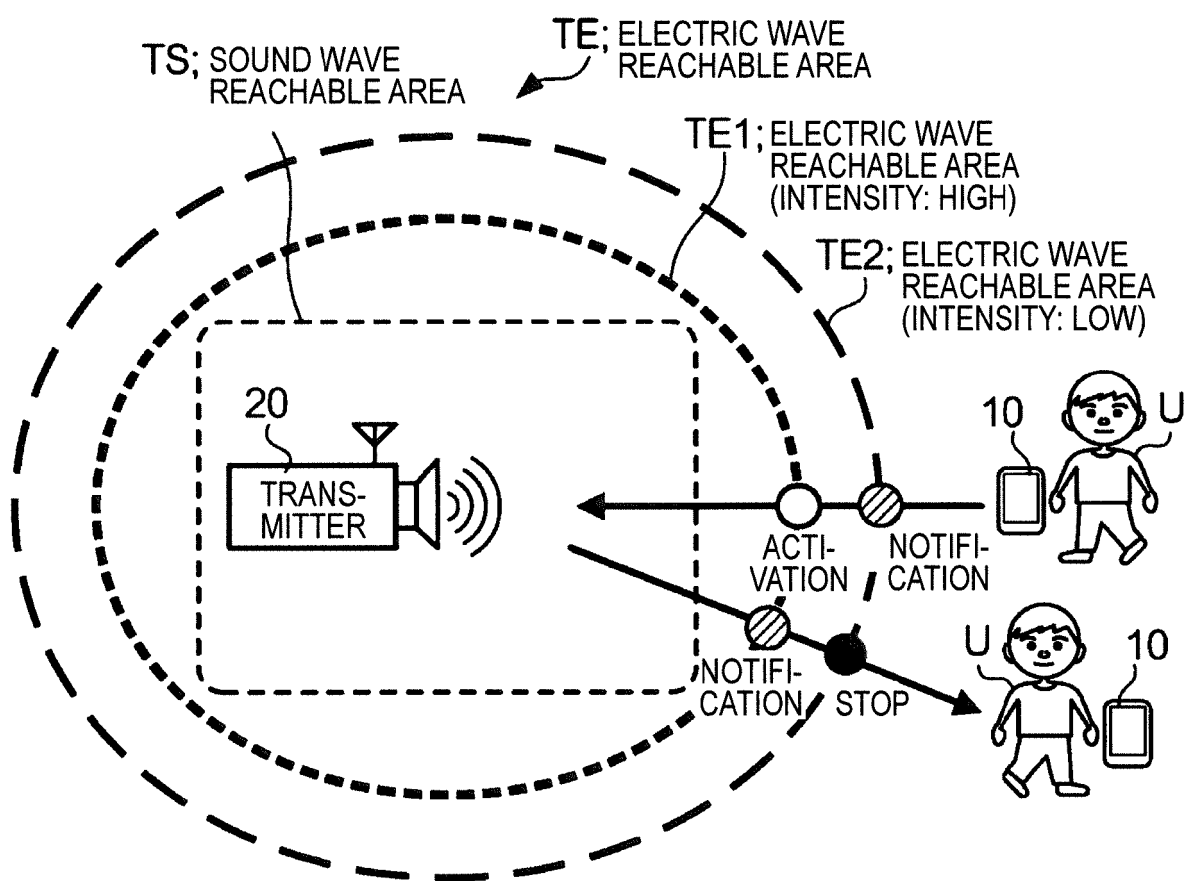 TS; SOUND WAVE
REACHABLE AREA
TE; ELECTRIC WAVE
REACHABLE AREA
TE1; ELECTRIC WAVE
REACHABLE AREA
(INTENSITY: HIGH)
TE2; ELECTRIC WAVE
REACHABLE AREA
(INTENSITY: LOW)
20
TRANS-
MITTER
10
U
ACTI-
VATION
NOTIFI-
CATION
U
10
NOTIFI-
CATION
STOP